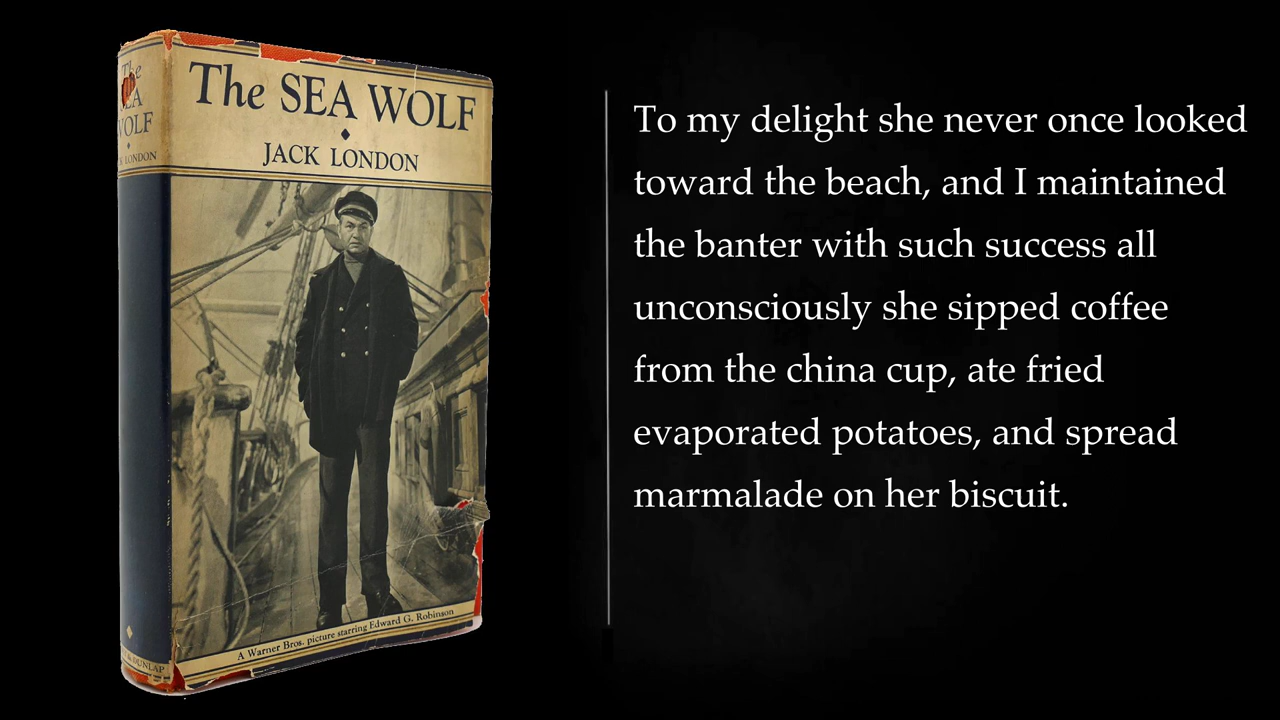 The
SEA
WOLF
LONDON
DUNLAP
The SEA WOLF
JACK LONDON
A Warner Bros. picture starring Edward G. Robinson
To my delight she never once looked
toward the beach, and I maintained
the banter with such success all
unconsciously she sipped coffee
from the china cup, ate fried
evaporated potatoes, and spread
marmalade on her biscuit.